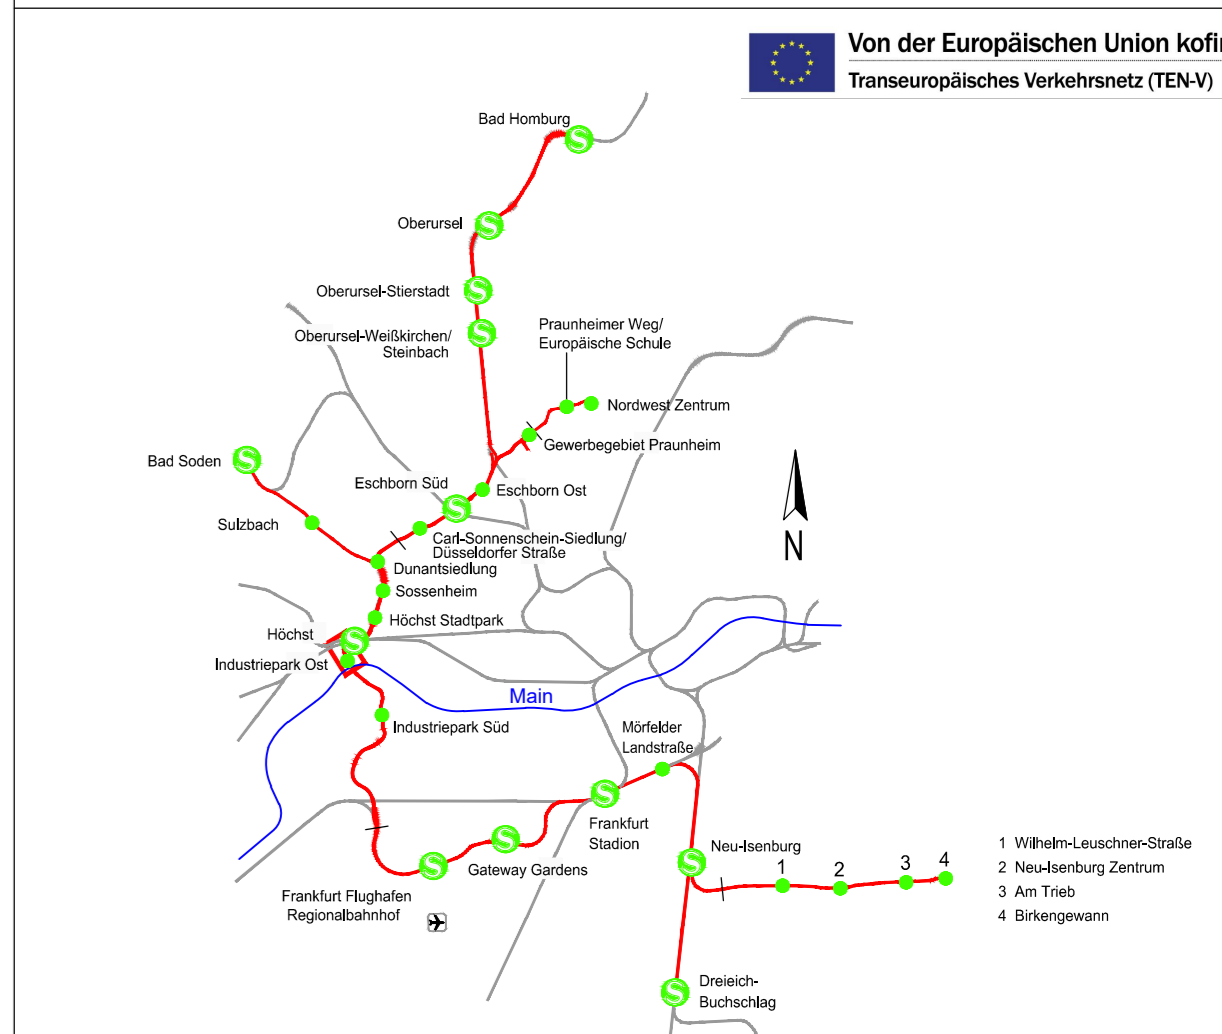 Von der Europäischen Union
Transeuropäisches Verkehrsnetz (TEN-V)
Bad Homburg
Oberursel
Oberursel-Stierstadt
Oberursel-Weißkirchen/
Steinbach
Praunheimer Weg/
Europäische Schule
Nordwest Zentrum
Gewerbegebiet Praunheim
Bad Soden
Eschborn Süd
Eschborn Ost
Sulzbach
Carl-Sonnenschein-Siedlung/
Düsseldorfer Straße
Dunantsiedlung
Sossenheim
Höchst Stadtpark
Höchst
Industriepark Ost
Main
Industriepark Süd
Mörfelder
Landstraße
N
Frankfurt
Stadion
Gateway Gardens
Frankfurt Flughafen
Regionalbahnhof
Neu-Isenburg
1
2
3
4
1 Wilhelm-Leuschner-Straße
2 Neu-Isenburg Zentrum
3 Am Trieb
4 Birkengewann
Dreieich-
Buchschlag
S
S
S
S
S
S
S
S
S
S
S
S